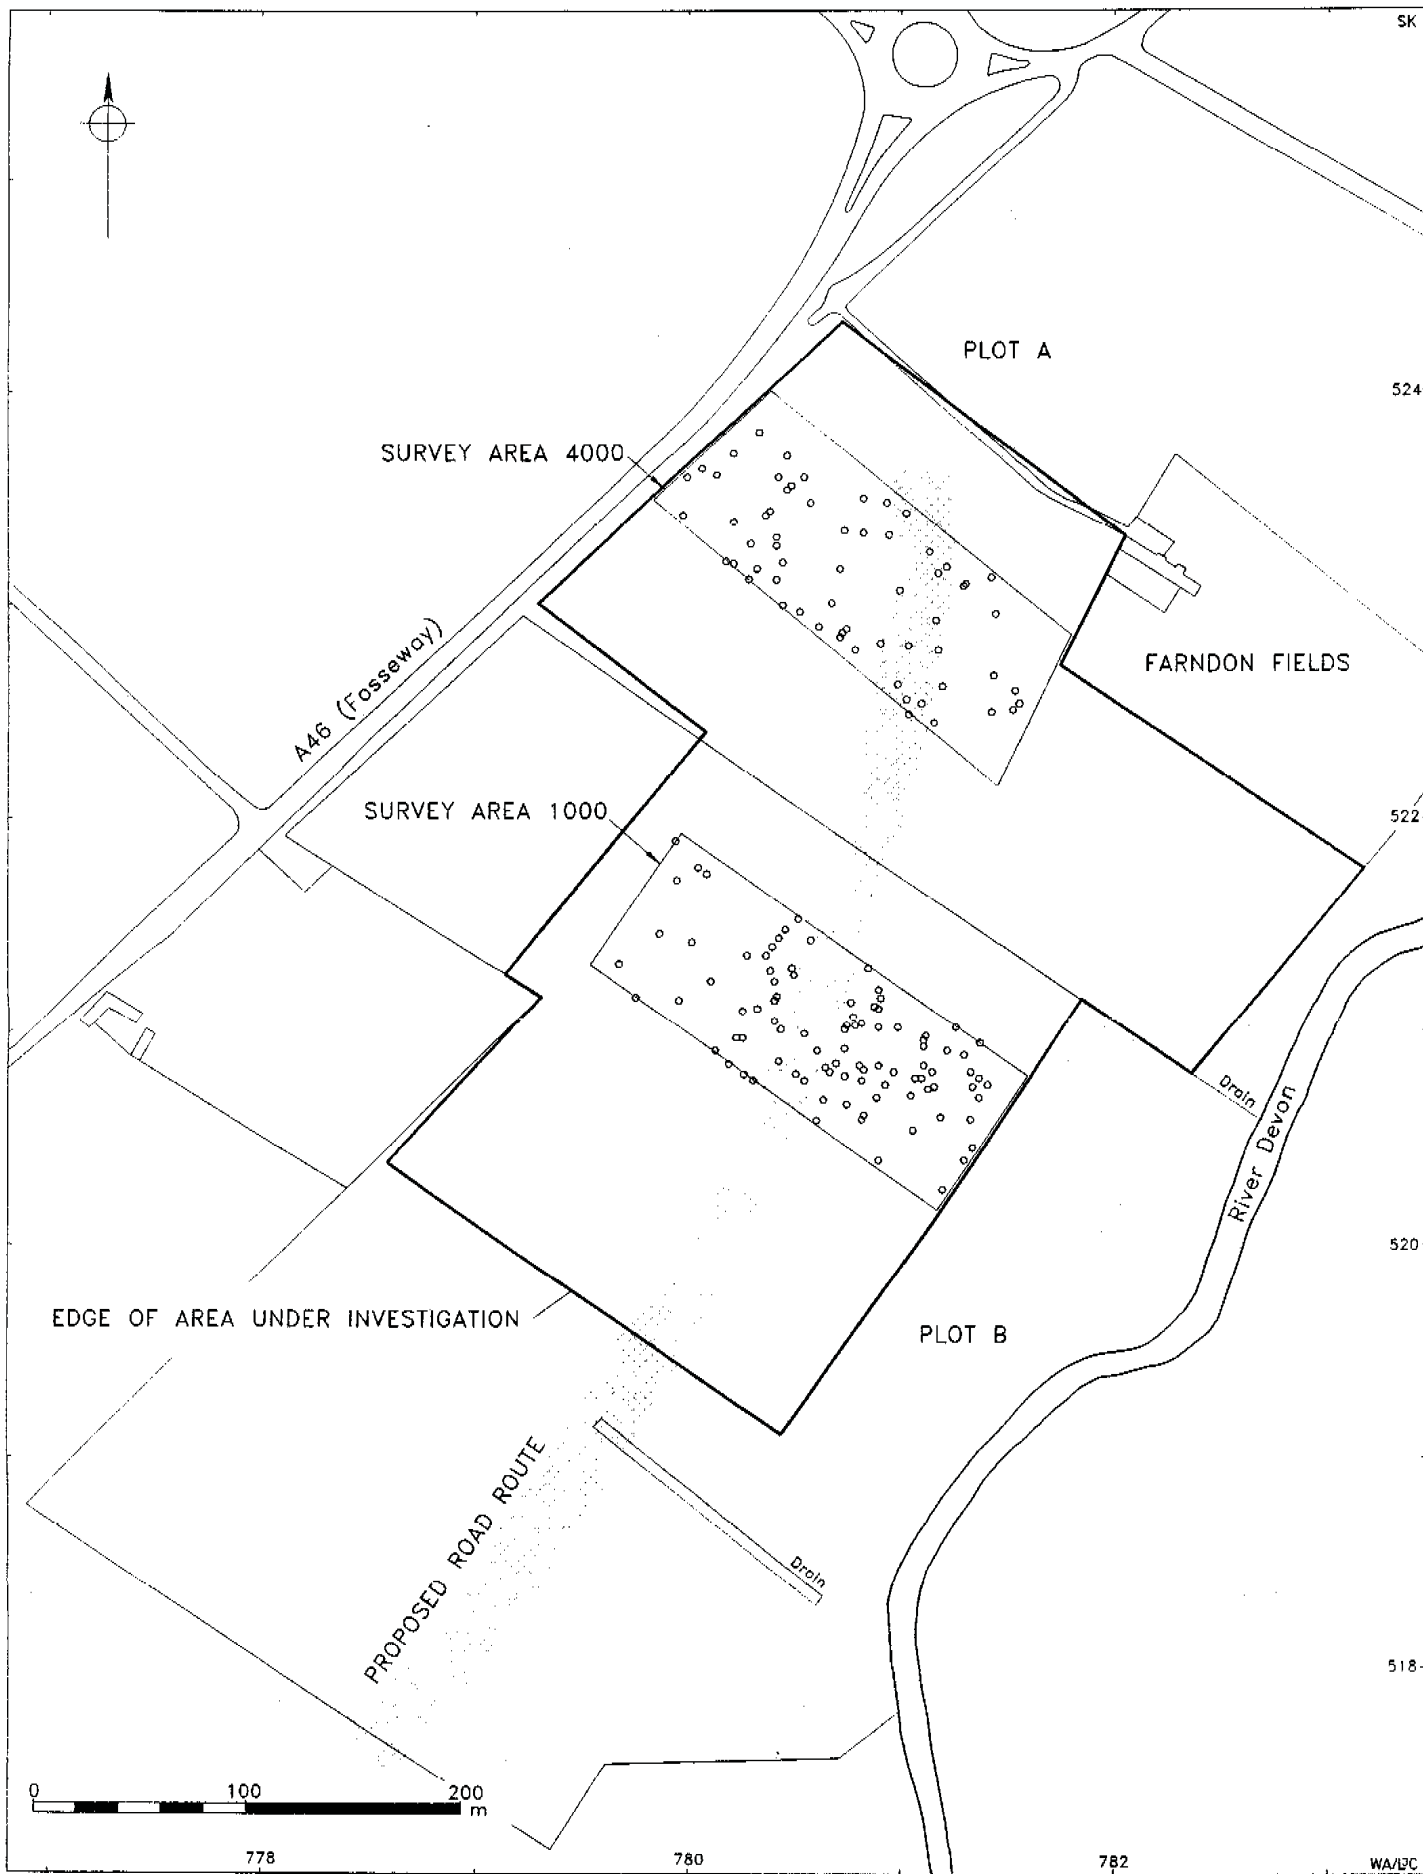 SK
PLOT A
524
SURVEY AREA 4000
FARNDON FIELDS
A46 (Fosseway)
SURVEY AREA 1000
522
Drain
River Devon
520
EDGE OF AREA UNDER INVESTIGATION
PLOT B
PROPOSED ROAD ROUTE
Drain
518
0 100 200
m
778 780 782
WA/DC